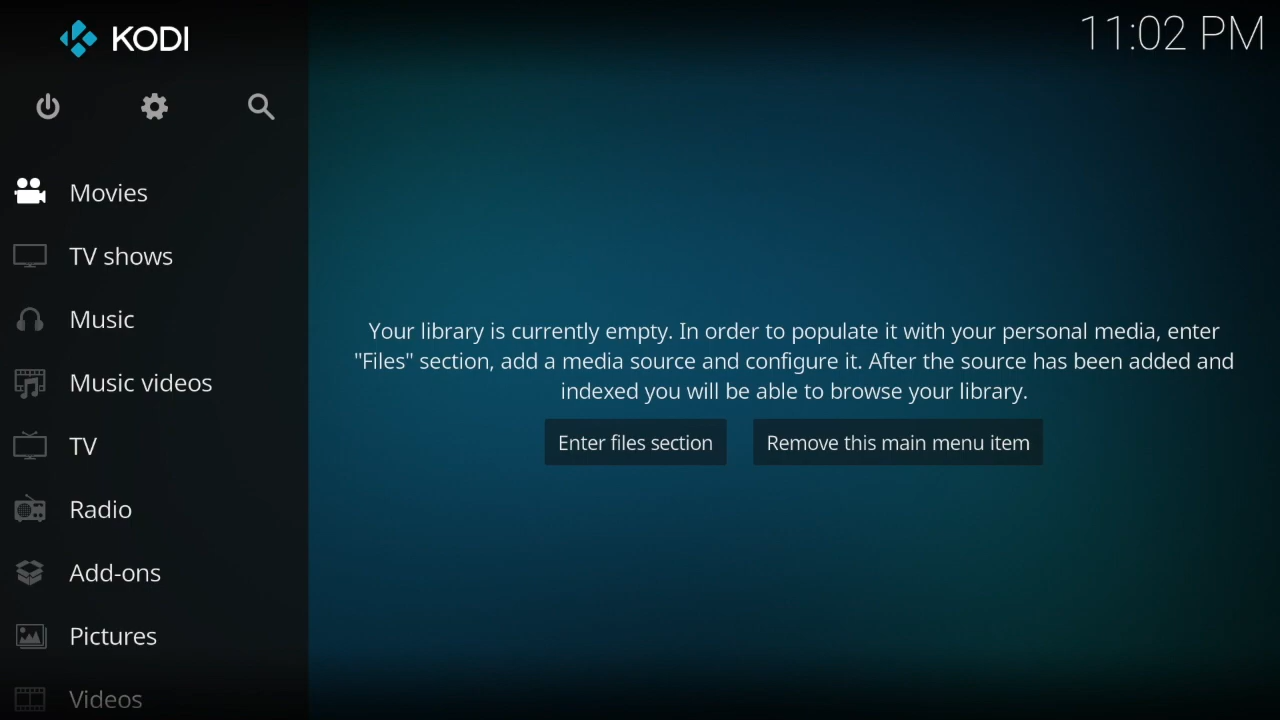 KODI
11:02 PM
Movies
TV shows
Music
Music videos
TV
Radio
Add-ons
Pictures
Videos
Your library is currently empty. In order to populate it with your personal media, enter
"Files" section, add a media source and configure it. After the source has been added and
indexed you will be able to browse your library.
Enter files section
Remove this main menu item